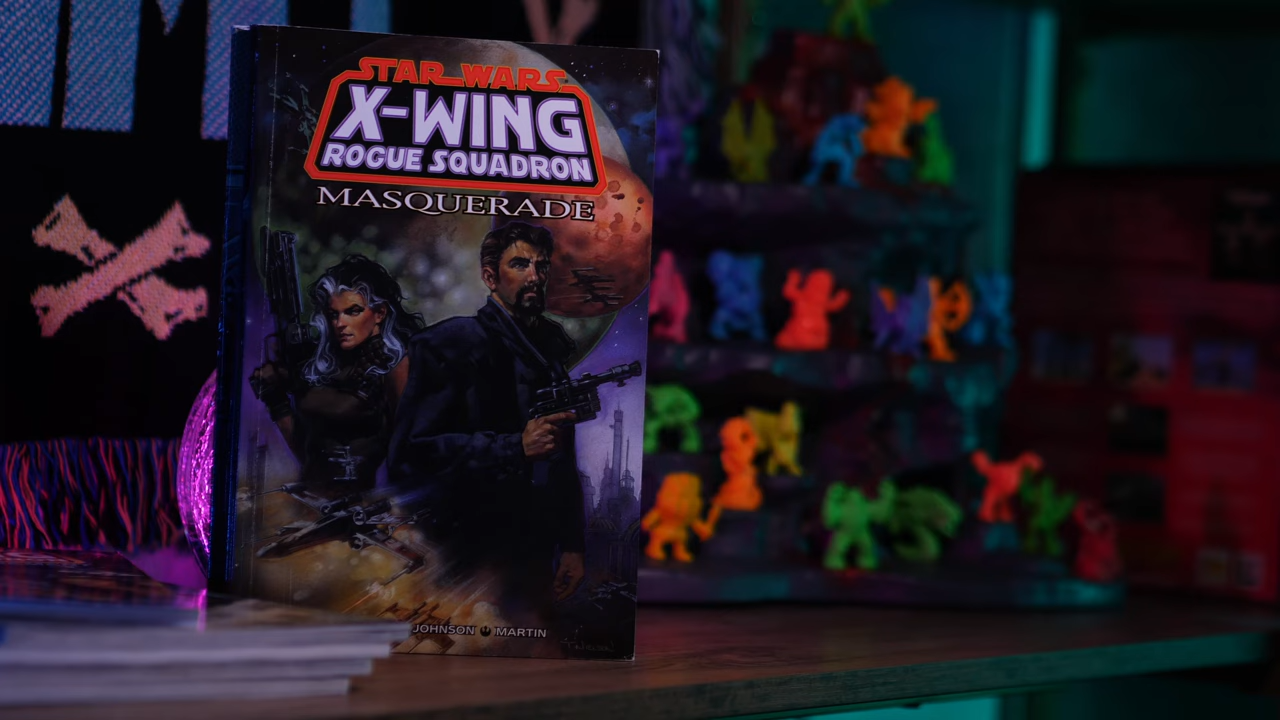 STAR WARS
X-WING
ROGUE SQUADRON
MASQUERADE
JOHNSON MARTIN